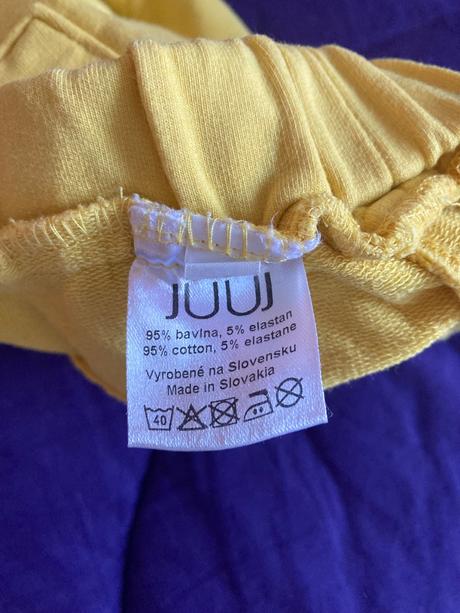 JUUJ
95% bavlna, 5% elastan
95% cotton, 5% elastane
Vyrobené na Slovensku
Made in Slovakia
40